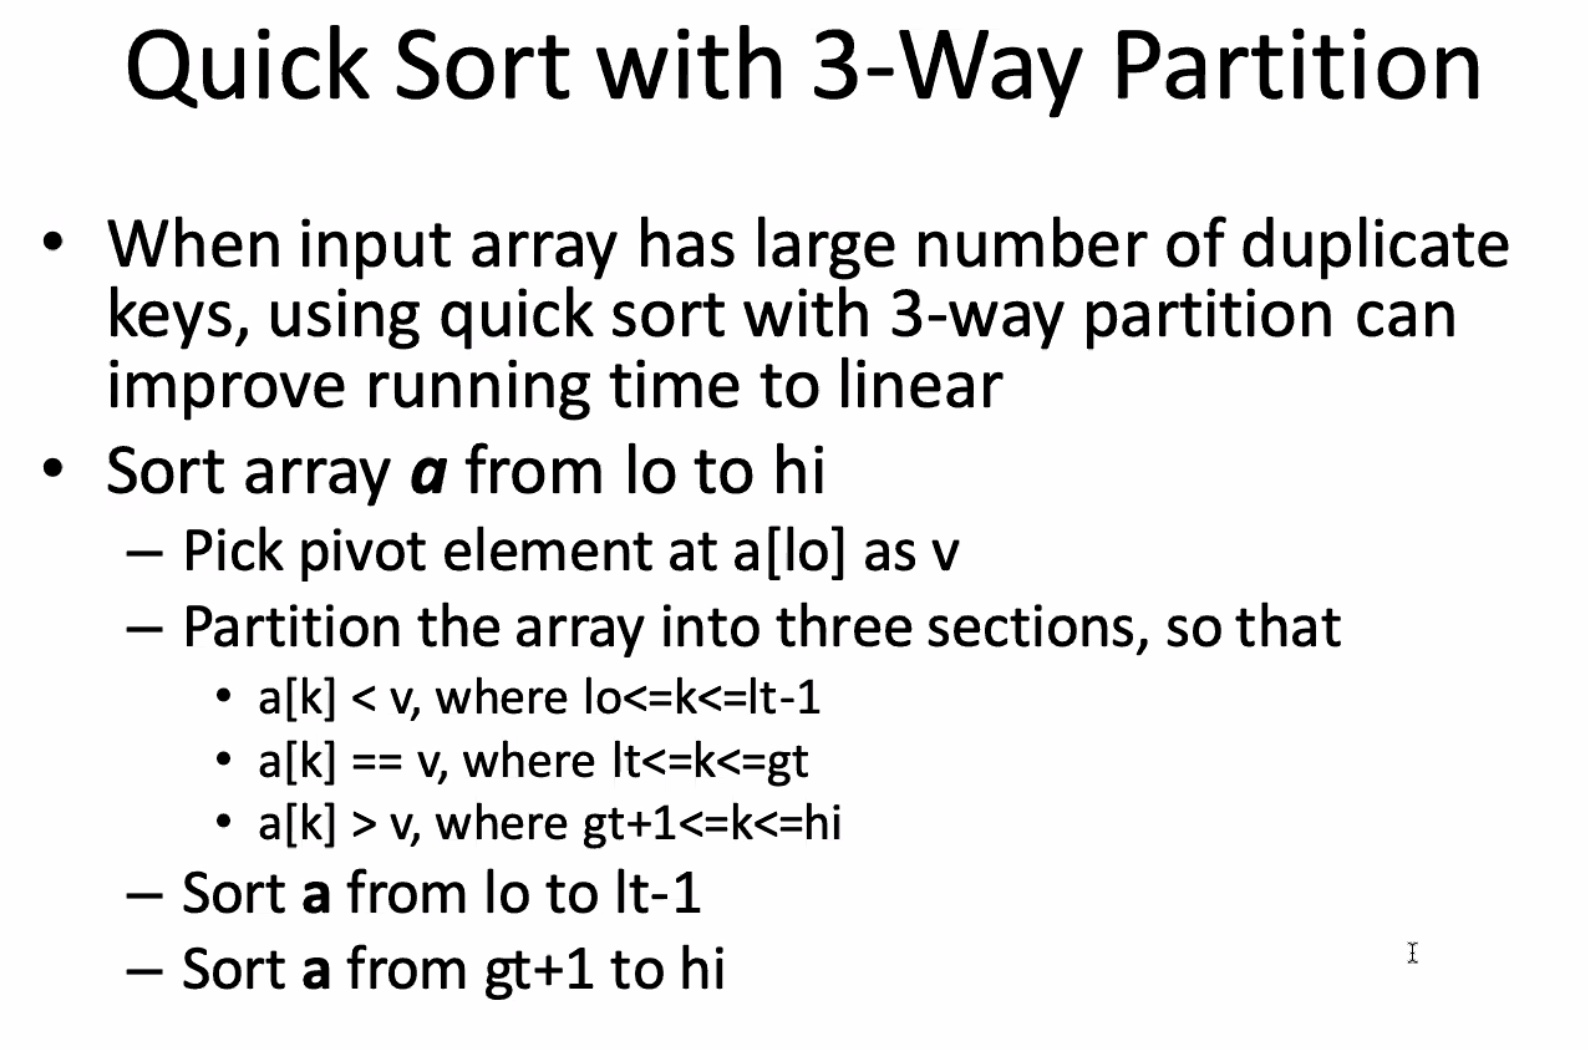 Quick Sort with 3-Way Partition
• When input array has large number of duplicate
keys, using quick sort with 3-way partition can
improve running time to linear
• Sort array a from lo to hi
– Pick pivot element at a[lo] as v
– Partition the array into three sections, so that
• a[k] < v, where lo<=k<=lt-1
• a[k] == v, where lt<=k<=gt
• a[k] > v, where gt+1<=k<=hi
– Sort a from lo to lt-1
– Sort a from gt+1 to hi